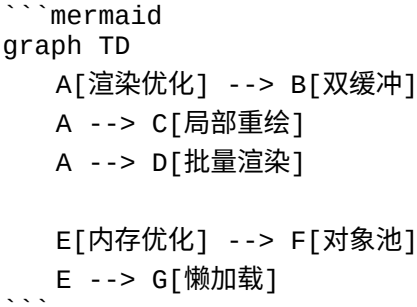 ```mermaid
graph TD
    A[渲染优化] --> B[双缓冲]
    A --> C[局部重绘]
    A --> D[批量渲染]

    E[内存优化] --> F[对象池]
    E --> G[懒加载]
```